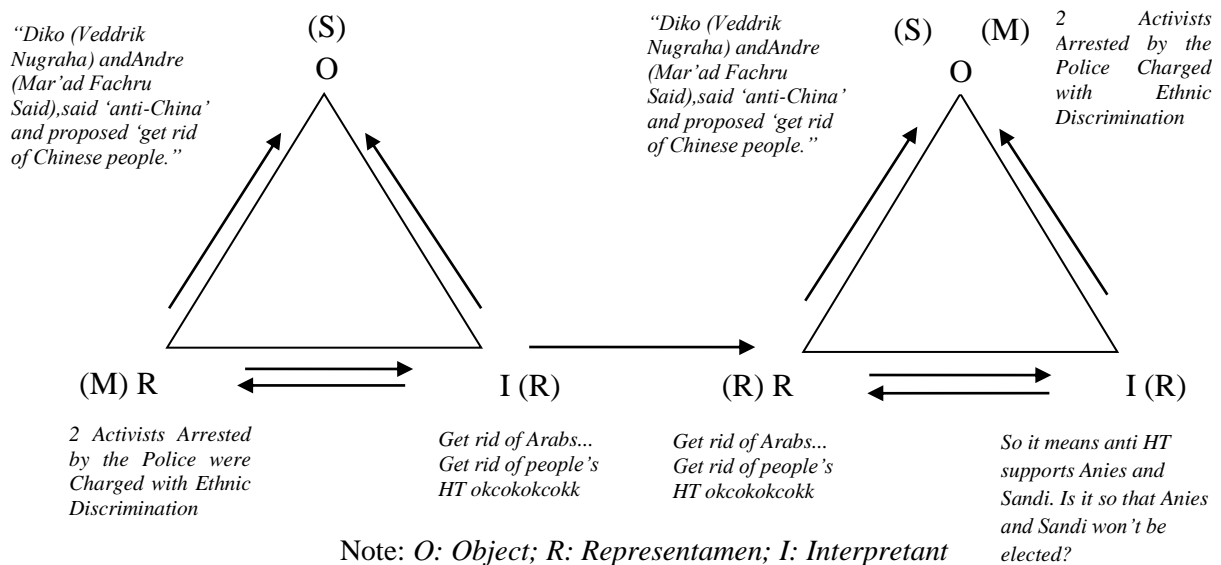 “Diko (Veddrik
Nugraha) andAndre
(Mar’ad Fachru
Said),said ‘anti-China’
and proposed ‘get rid
of Chinese people.”
(S)
O
(M) R
I (R)
2 Activists Arrested
by the Police were
Charged with Ethnic
Discrimination
Get rid of Arabs...
Get rid of people’s
HT okcokokcokk
“Diko (Veddrik
Nugraha) andAndre
(Mar’ad Fachru
Said),said ‘anti-China’
and proposed ‘get rid
of Chinese people.”
(S) (M)
O
2 Activists
Arrested by the
Police Charged
with Ethnic
Discrimination
(R) R
I (R)
Get rid of Arabs...
Get rid of people’s
HT okcokokcokk
So it means anti HT
supports Anies and
Sandi. Is it so that Anies
and Sandi won’t be
elected?
Note: O: Object; R: Representamen; I: Interpretant